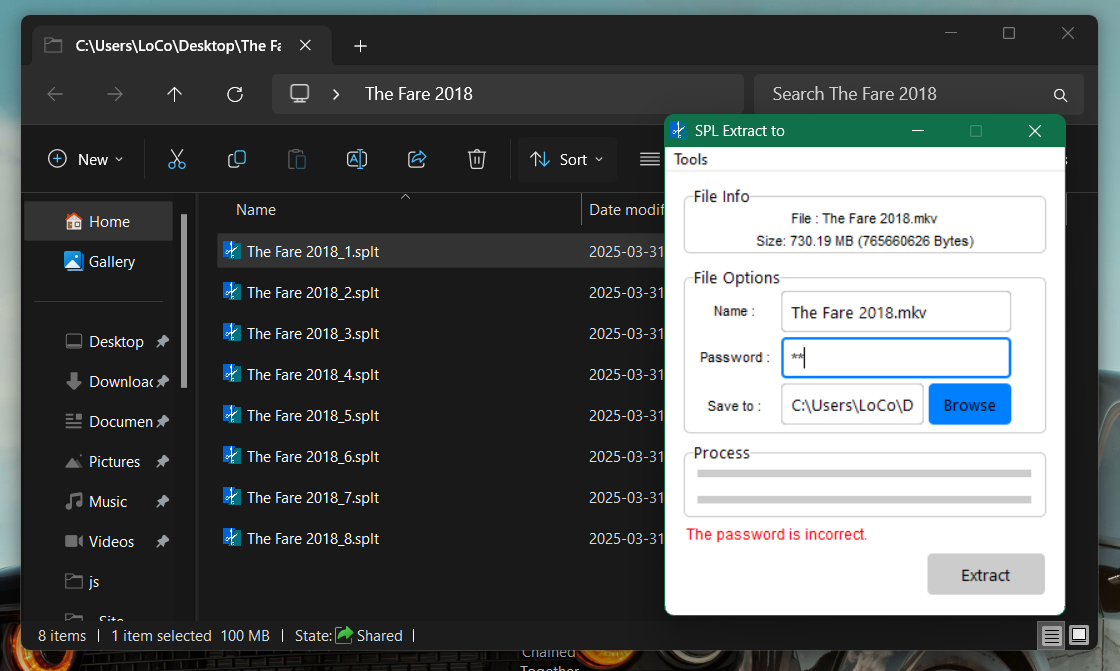 C:\Users\LoCo\Desktop\The Fa
The Fare 2018
Search The Fare 2018
New
Sort
Name
Date modif
Home
Gallery
Desktop
Downloac
Documen
Pictures
Music
Videos
js
Site
The Fare 2018_1.splt 2025-03-31
The Fare 2018_2.splt 2025-03-31
The Fare 2018_3.splt 2025-03-31
The Fare 2018_4.splt 2025-03-31
The Fare 2018_5.splt 2025-03-31
The Fare 2018_6.splt 2025-03-31
The Fare 2018_7.splt 2025-03-31
The Fare 2018_8.splt 2025-03-31
8 items | 1 item selected 100 MB | State: Shared |
SPL Extract to
Tools
File Info
File : The Fare 2018.mkv
Size: 730.19 MB (765660626 Bytes)
File Options
Name : The Fare 2018.mkv
Password : **
Save to : C:\Users\LoCo\D Browse
Process
The password is incorrect.
Extract
Chained
Together